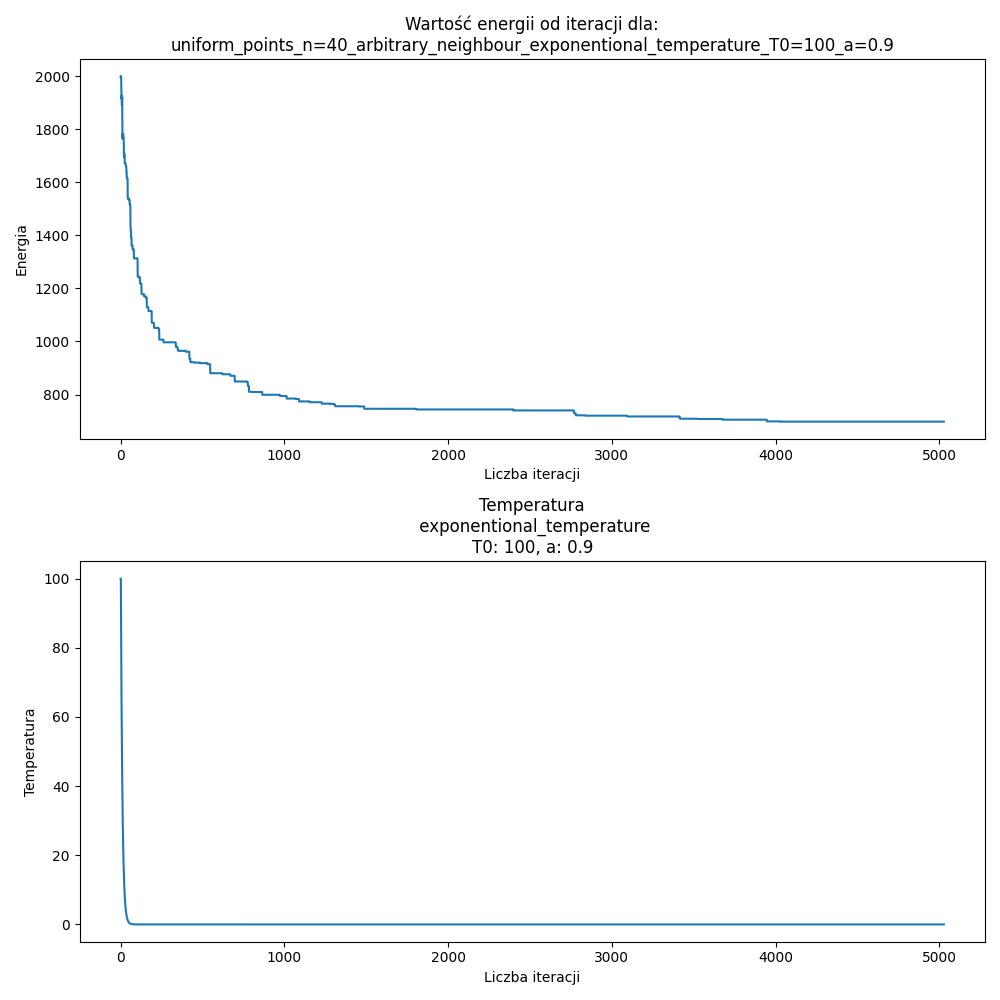 Wartość energii od iteracji dla:
uniform_points_n=40_arbitrary_neighbour_exponentional_temperature_T0=100_a=0.9
2000
1800
1600
1400
1200
1000
800
Energia
0 1000 2000 3000 4000 5000
Liczba iteracji
Temperatura
exponentional_temperature
T0: 100, a: 0.9
100
80
60
40
20
0
Temperatura
0 1000 2000 3000 4000 5000
Liczba iteracji